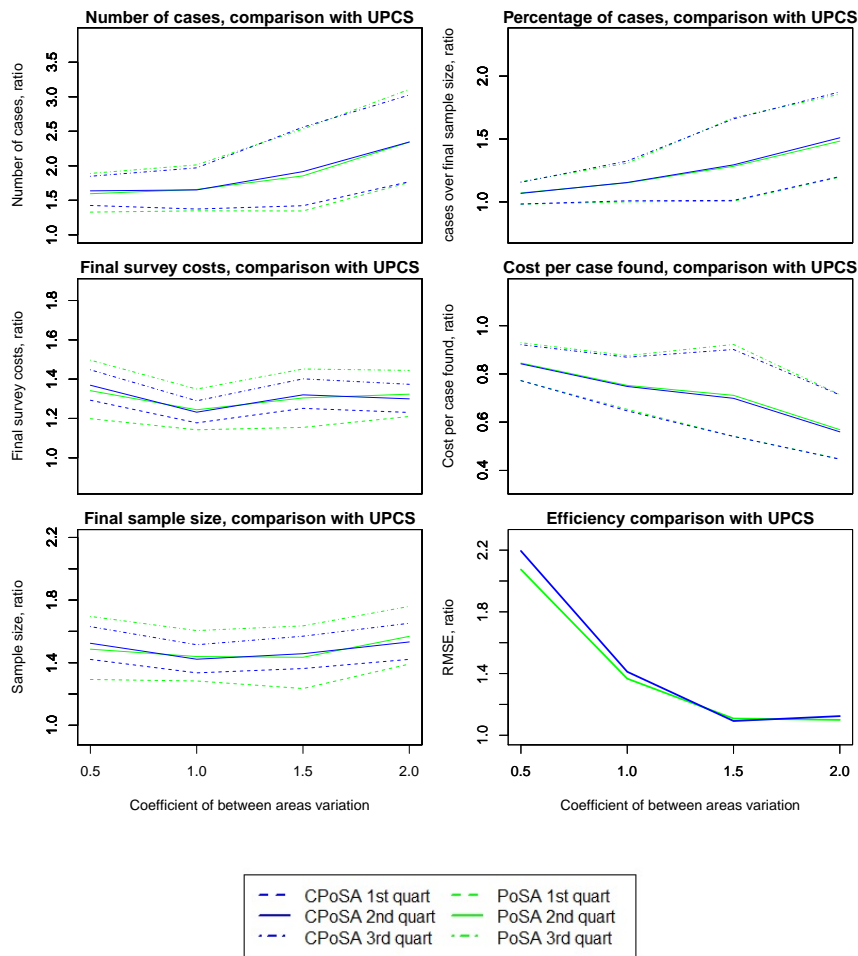 Number of cases, comparison with UPCS
Number of cases, ratio
1.0 1.5 2.0 2.5 3.0 3.5
Percentage of cases, comparison with UPCS
cases over final sample size, ratio
1.0 1.5 2.0
Final survey costs, comparison with UPCS
Final survey costs, ratio
1.0 1.2 1.4 1.6 1.8
Cost per case found, comparison with UPCS
Cost per case found, ratio
0.4 0.6 0.8 1.0
Final sample size, comparison with UPCS
Sample size, ratio
1.0 1.4 1.8 2.2
0.5 1.0 1.5 2.0
Coefficient of between areas variation
Efficiency comparison with UPCS
RMSE, ratio
1.0 1.4 1.8 2.2
0.5 1.0 1.5 2.0
Coefficient of between areas variation
CPoSA 1st quart
CPoSA 2nd quart
CPoSA 3rd quart
PoSA 1st quart
PoSA 2nd quart
PoSA 3rd quart